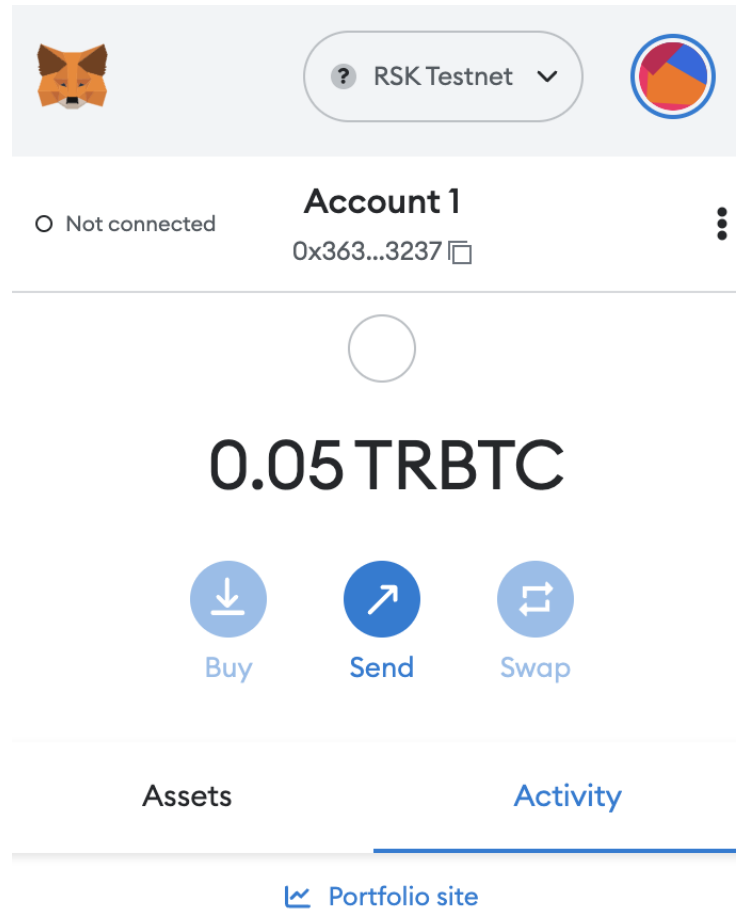 ? RSK Testnet
Account 1
Not connected
0x363...3237
0.05 TRBTC
Buy Send Swap
Assets Activity
Portfolio site